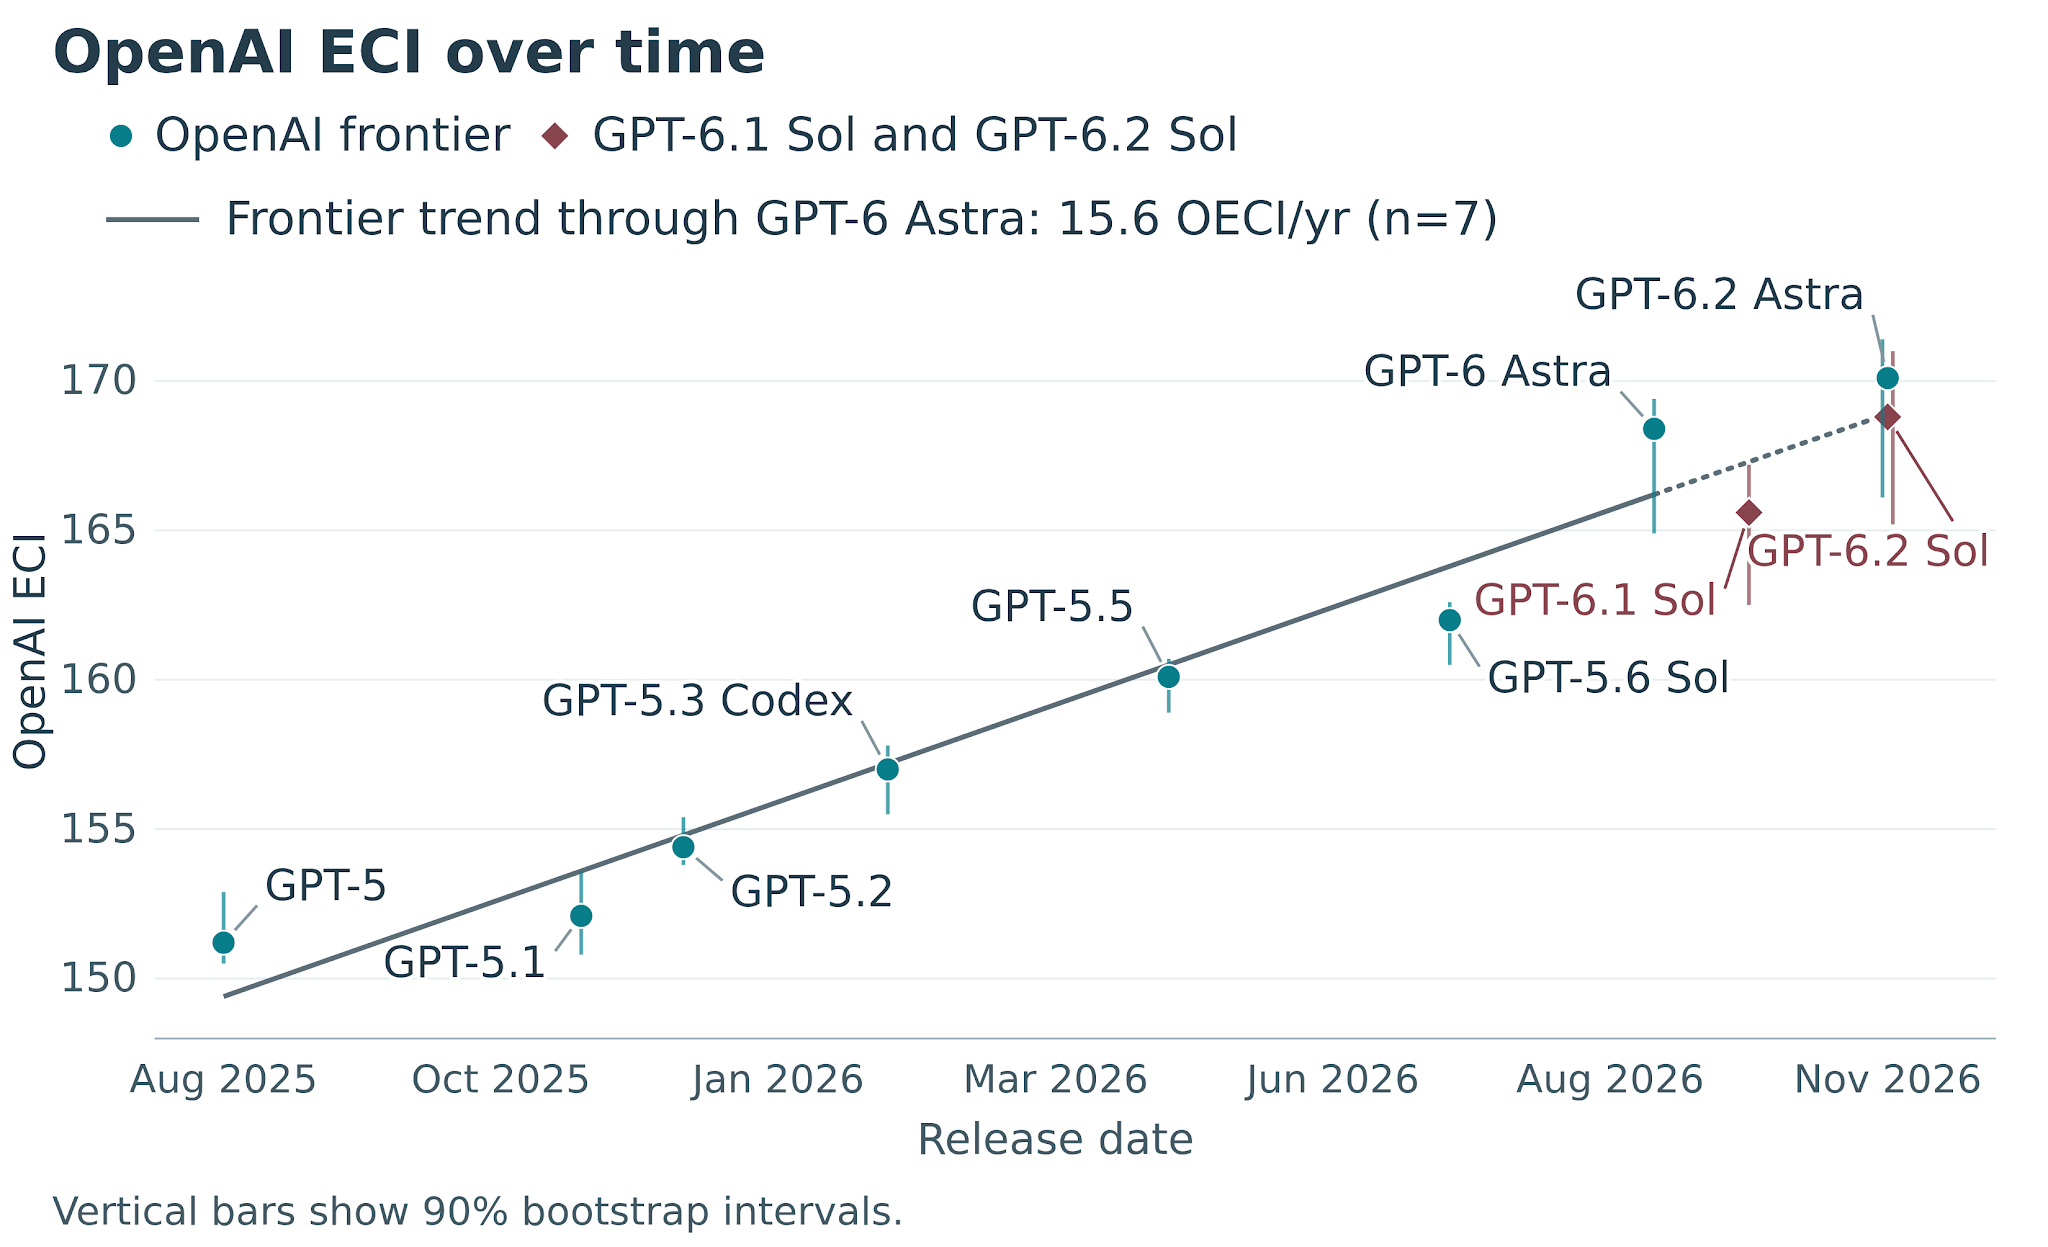 OpenAI ECI over time
OpenAI frontier
GPT-6.1 Sol and GPT-6.2 Sol
Frontier trend through GPT-6 Astra: 15.6 OECI/yr (n=7)
GPT-6.2 Astra
GPT-6 Astra
170
165
GPT-6.2 Sol
GPT-6.1 Sol
GPT-5.5
GPT-5.6 Sol
160
GPT-5.3 Codex
155
GPT-5
GPT-5.2
GPT-5.1
150
OpenAI ECI
Aug 2025
Oct 2025
Jan 2026
Mar 2026
Jun 2026
Aug 2026
Nov 2026
Release date
Vertical bars show 90% bootstrap intervals.